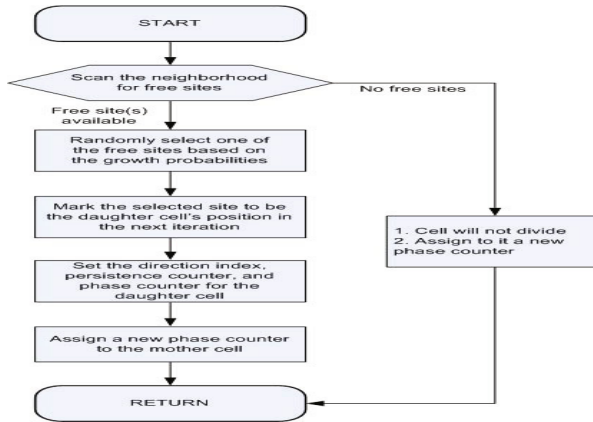 START
Scan the neighborhood
for free sites
No free sites
Free site(s)
available
Randomly select one of
the free sites based on
the growth probabilities
Mark the selected site to be
the daughter cell's position in
the next iteration
1. Cell will not divide
2. Assign to it a new
phase counter
Set the direction index,
persistence counter, and
phase counter for the
daughter cell
Assign a new phase counter
to the mother cell
RETURN